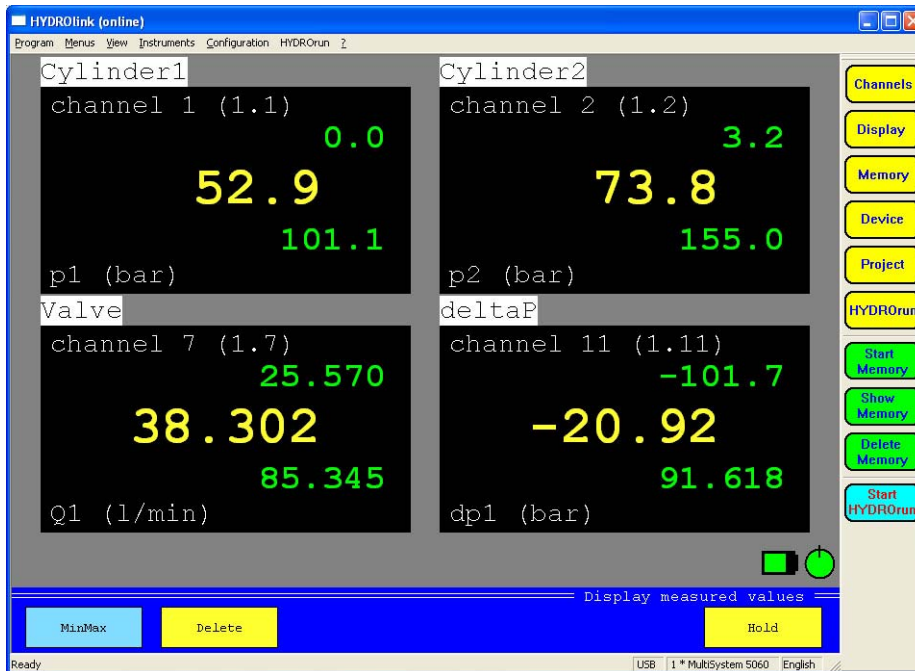 HYDROlink (online)
Program Menus View Instruments Configuration HYDROrun ?
Cylinder1
channel 1 (1.1)
0.0
52.9
101.1
p1 (bar)
Cylinder2
channel 2 (1.2)
3.2
73.8
155.0
p2 (bar)
Valve
channel 7 (1.7)
25.570
38.302
85.345
Q1 (l/min)
deltaP
channel 11 (1.11)
-101.7
-20.92
91.618
dp1 (bar)
Channels
Display
Memory
Device
Project
HYDROrun
Start
Memory
Show
Memory
Delete
Memory
Start
HYDROrun
Display measured values
MinMax
Delete
Hold
Ready
USB
1 * MultiSystem 5060
English